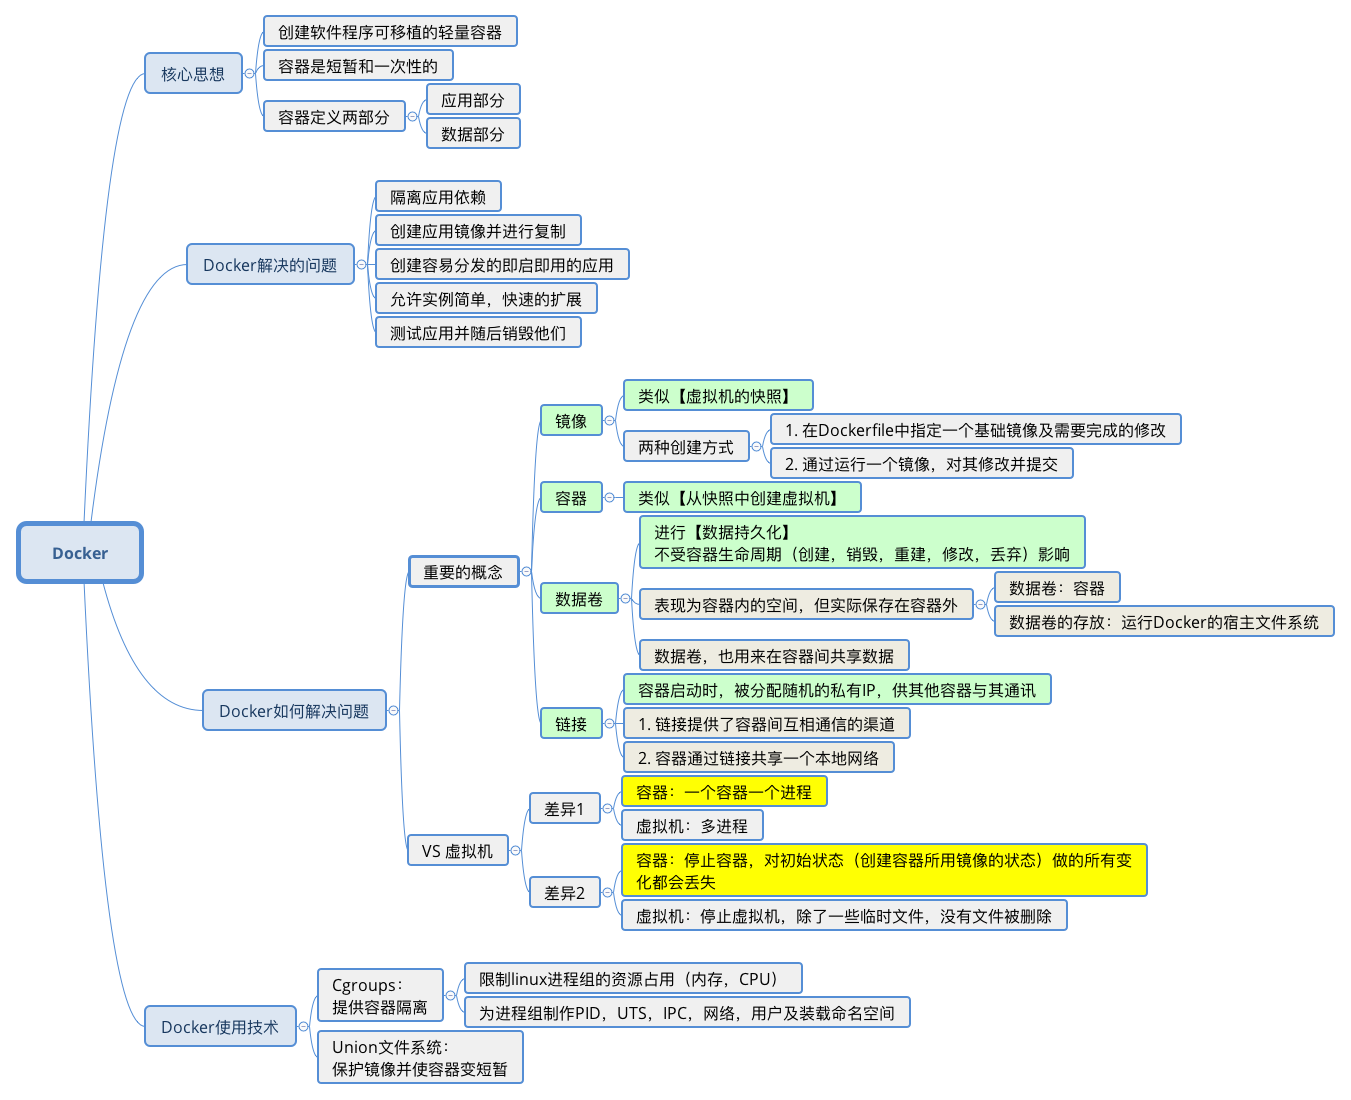 Docker
核心思想
创建软件程序可移植的轻量容器
容器是短暂和一次性的
容器定义两部分
应用部分
数据部分
Docker解决的问题
隔离应用依赖
创建应用镜像并进行复制
创建容易分发的即启即用的应用
允许实例简单，快速的扩展
测试应用并随后销毁他们
Docker如何解决问题
重要的概念
镜像
类似【虚拟机的快照】
两种创建方式
1. 在Dockerfile中指定一个基础镜像及需要完成的修改
2. 通过运行一个镜像，对其修改并提交
容器
类似【从快照中创建虚拟机】
数据卷
进行【数据持久化】
不受容器生命周期（创建，销毁，重建，修改，丢弃）影响
表现为容器内的空间，但实际保存在容器外
数据卷：容器
数据卷的存放：运行Docker的宿主文件系统
数据卷，也用来在容器间共享数据
链接
容器启动时，被分配随机的私有IP，供其他容器与其通讯
1. 链接提供了容器间互相通信的渠道
2. 容器通过链接共享一个本地网络
VS 虚拟机
差异1
容器：一个容器一个进程
虚拟机：多进程
差异2
容器：停止容器，对初始状态（创建容器所用镜像的状态）做的所有变
化都会丢失
虚拟机：停止虚拟机，除了一些临时文件，没有文件被删除
Docker使用技术
Cgroups：
提供容器隔离
限制linux进程组的资源占用（内存，CPU）
为进程组制作PID，UTS，IPC，网络，用户及装载命名空间
Union文件系统：
保护镜像并使容器变短暂